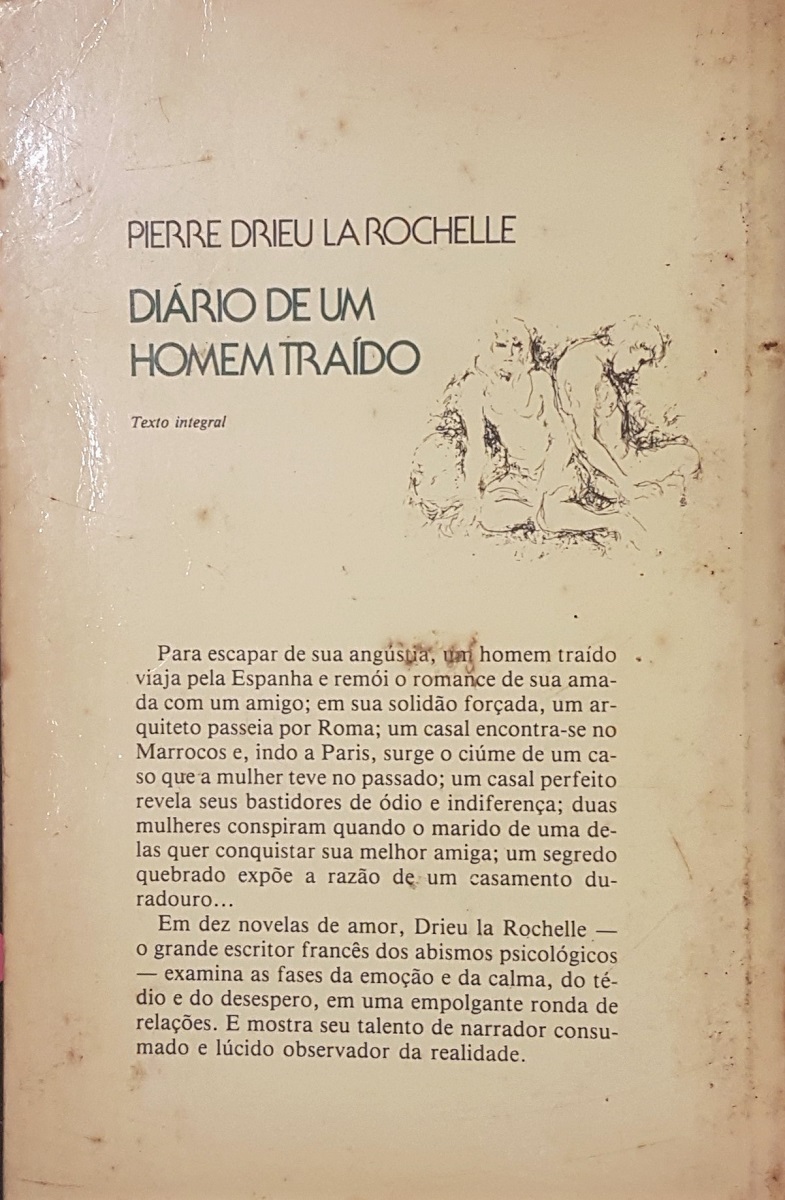 PIERRE DRIEU LA ROCHELLE
DIÁRIO DE UM
HOMEM TRAÍDO
Texto integral
Para escapar de sua angústia, um homem traído
viaja pela Espanha e remói o romance de sua ama-
da com um amigo; em sua solidão forçada, um ar-
quiteto passeia por Roma; um casal encontra-se no
Marrocos e, indo a Paris, surge o ciúme de um ca-
so que a mulher teve no passado; um casal perfeito
revela seus bastidores de ódio e indiferença; duas
mulheres conspiram quando o marido de uma de-
las quer conquistar sua melhor amiga; um segredo
quebrado expõe a razão de um casamento du-
radouro...
Em dez novelas de amor, Drieu la Rochelle —
o grande escritor francês dos abismos psicológicos
— examina as fases da emoção e da calma, do té-
dio e do desespero, em uma empolgante ronda de
relações. E mostra seu talento de narrador consu-
mado e lúcido observador da realidade.